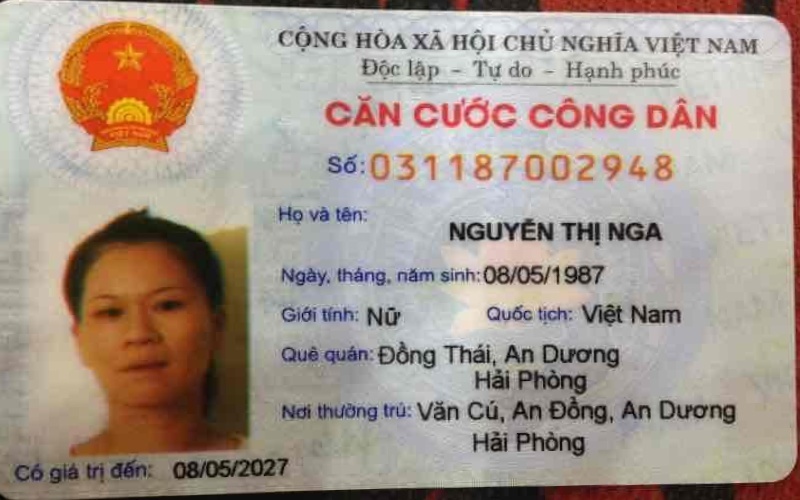 CỘNG HÒA XÃ HỘI CHỦ NGHĨA VIỆT NAM
Độc lập - Tự do - Hạnh phúc
CĂN CƯỚC CÔNG DÂN
Số: 031187002948
Họ và tên:
NGUYỄN THỊ NGA
Ngày, tháng, năm sinh: 08/05/1987
Giới tính: Nữ Quốc tịch: Việt Nam
Quê quán: Đồng Thái, An Dương
Hải Phòng
Nơi thường trú: Văn Cú, An Đồng, An Dương
Hải Phòng
Có giá trị đến: 08/05/2027